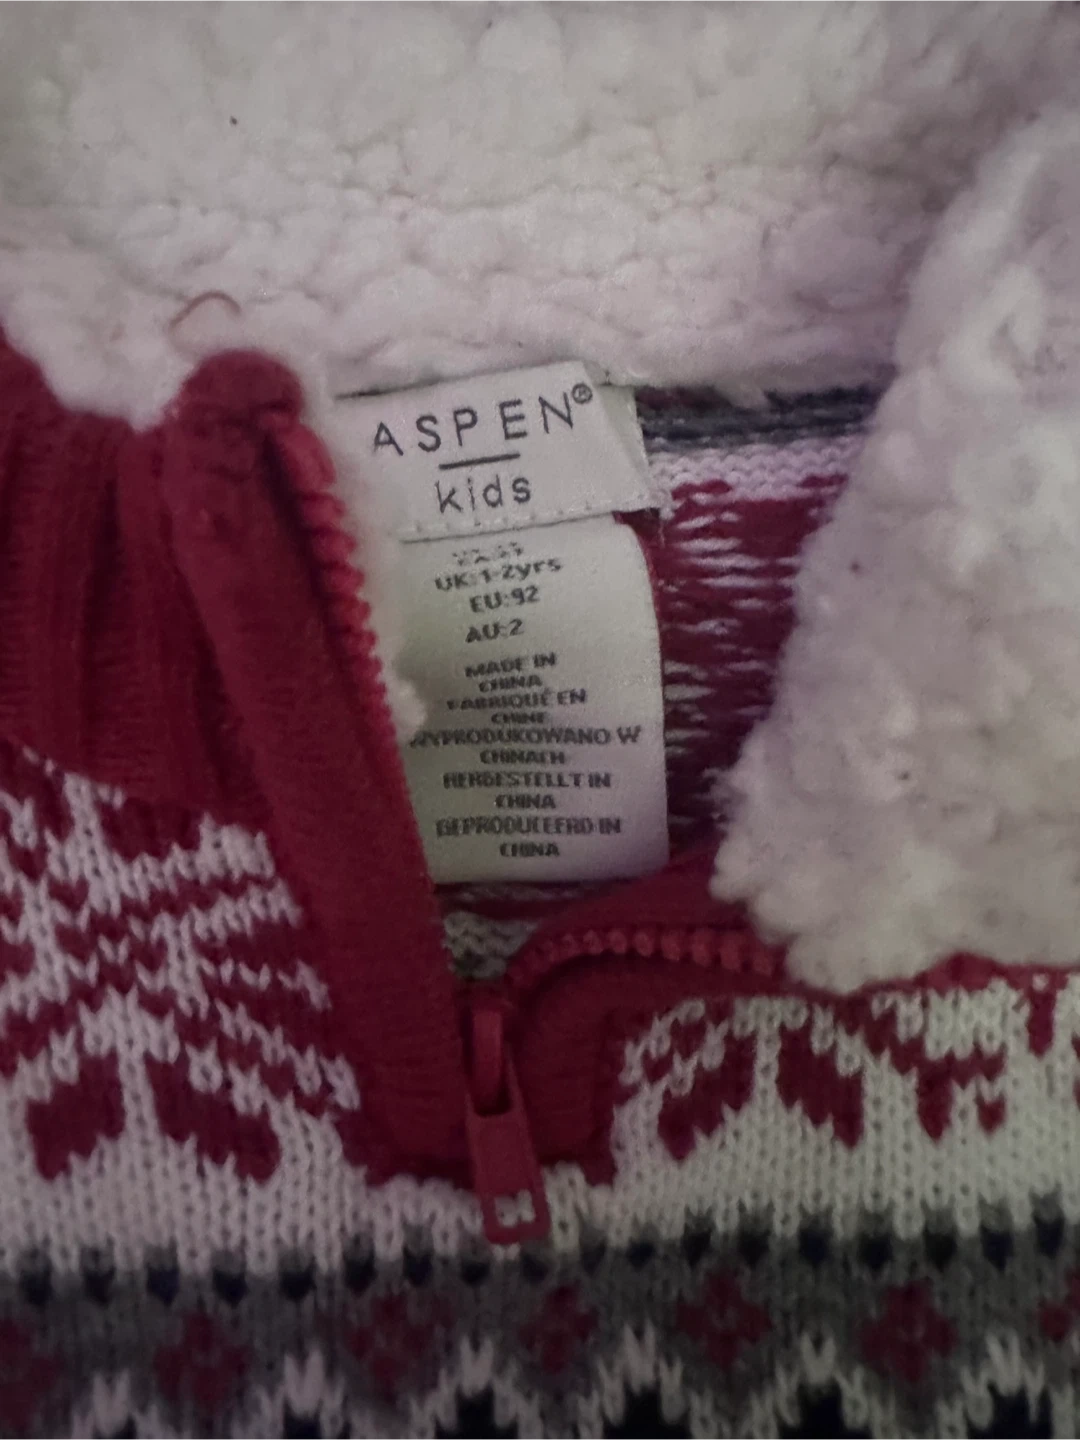 ASPEN®
kids
UK:1-2yrs
EU:92
AU:2
MADE IN
CHINA
FABRIQUÉ EN
CHINE
WYPRODUKOWANO W
CHINACH
HERGESTELLT IN
CHINA
GEPRODUCEERD IN
CHINA